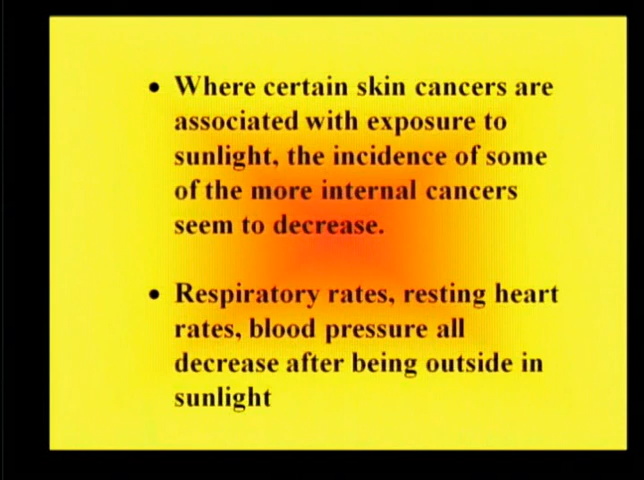 • Where certain skin cancers are
associated with exposure to
sunlight, the incidence of some
of the more internal cancers
seem to decrease.
• Respiratory rates, resting heart
rates, blood pressure all
decrease after being outside in
sunlight